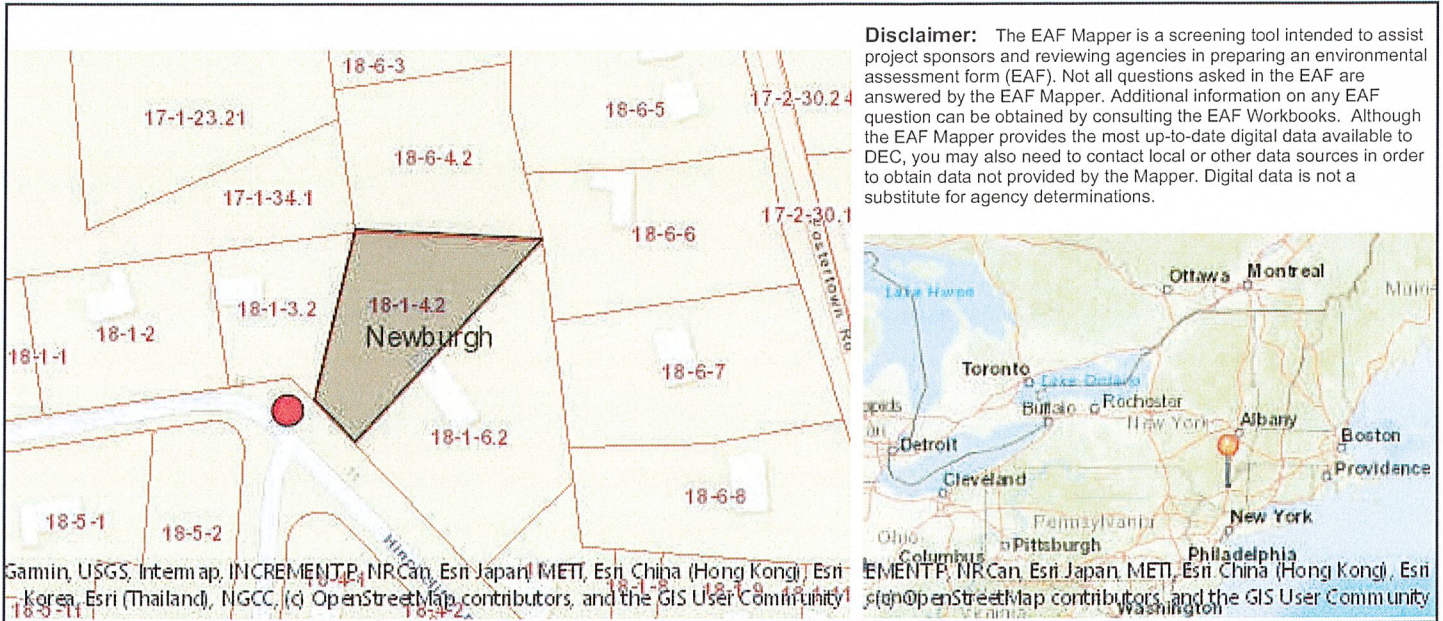 18-6-3
17-1-23.21
18-6-5
17-2-30.24
18-6-4.2
17-1-34.1
17-2-30.1
18-6-6
18-1-4.2
18-1-3.2
Newburgh
18-1-2
18-1-1
18-6-7
18-1-6.2
18-6-8
18-5-1
18-5-2
Garmin, USGS, Intermap, INCREMENT P, NRCan, Esri Japan, METI, Esri China (Hong Kong), Esri
Korea, Esri (Thailand), NGCC, (c) OpenStreetMap contributors, and the GIS User Community
Disclaimer: The EAF Mapper is a screening tool intended to assist
project sponsors and reviewing agencies in preparing an environmental
assessment form (EAF). Not all questions asked in the EAF are
answered by the EAF Mapper. Additional information on any EAF
question can be obtained by consulting the EAF Workbooks. Although
the EAF Mapper provides the most up-to-date digital data available to
DEC, you may also need to contact local or other data sources in order
to obtain data not provided by the Mapper. Digital data is not a
substitute for agency determinations.
Ottawa
Montreal
Lake Huron
Toronto
Lake Ontario
Buffalo
Rochester
New York
Albany
Detroit
Boston
Cleveland
Providence
New York
Pennsylvania
Ohio
Pittsburgh
Columbus
Philadelphia
EMENT P, NRCan, Esri Japan, METI, Esri China (Hong Kong), Esri
OpenStreetMap contributors, and the GIS User Community
Washington